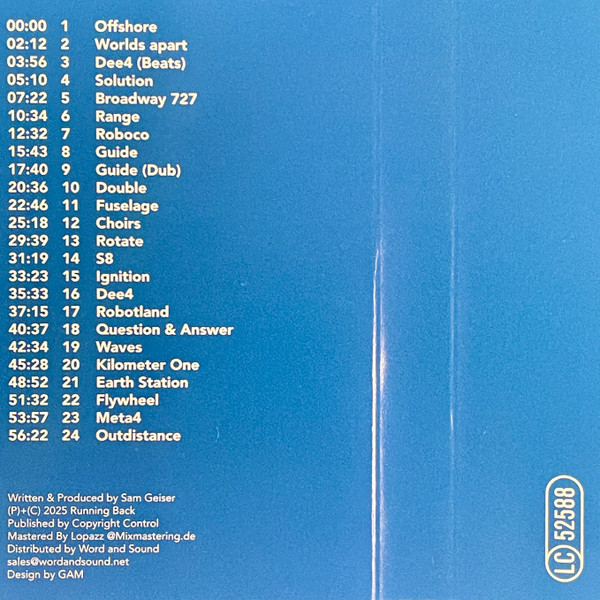 00:00 1 Offshore
02:12 2 Worlds apart
03:56 3 Dee4 (Beats)
05:10 4 Solution
07:22 5 Broadway 727
10:34 6 Range
12:32 7 Roboco
15:43 8 Guide
17:40 9 Guide (Dub)
20:36 10 Double
22:46 11 Fuselage
25:18 12 Choirs
29:39 13 Rotate
31:19 14 S8
33:23 15 Ignition
35:33 16 Dee4
37:15 17 Robotland
40:37 18 Question & Answer
42:34 19 Waves
45:28 20 Kilometer One
48:52 21 Earth Station
51:32 22 Flywheel
53:57 23 Meta4
56:22 24 Outdistance
Written & Produced by Sam Geiser
(P)+(C) 2025 Running Back
Published by Copyright Control
Mastered By Lopazz @Mixmastering.de
Distributed by Word and Sound
sales@wordandsound.net
Design by GAM
LC 52588